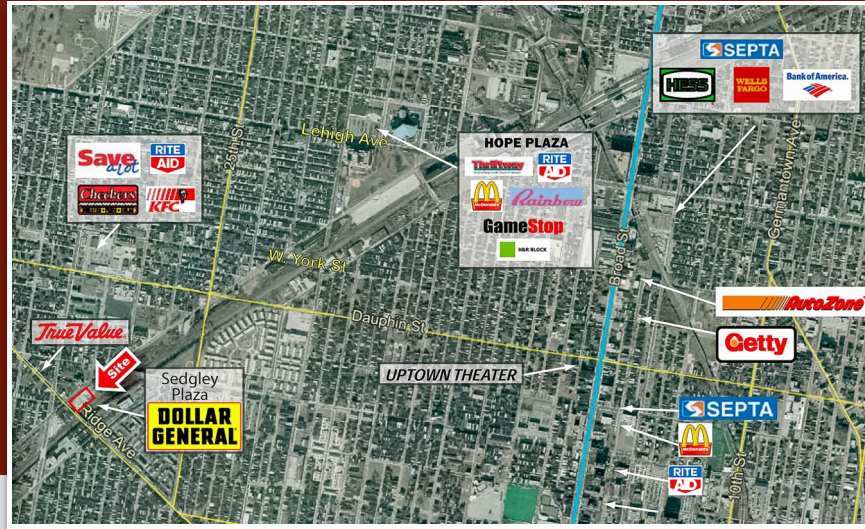 SEPTA
HESS
WELLS
FARGO
Bank of America.
25th St
Lehigh Ave
Save
a lot
RITE
AID
Checkers
KFC
HOPE PLAZA
Thriftway
RITE
AID
McDonald's
Rainbow
GameStop
H&R BLOCK
Germantown Ave
Broad St
W. York St
AutoZone
Dauphin St
True Value
Getty
Site
Sedgley
Plaza
DOLLAR
GENERAL
UPTOWN THEATER
Ridge Ave
SEPTA
McDonald's
RITE
AID
10th St